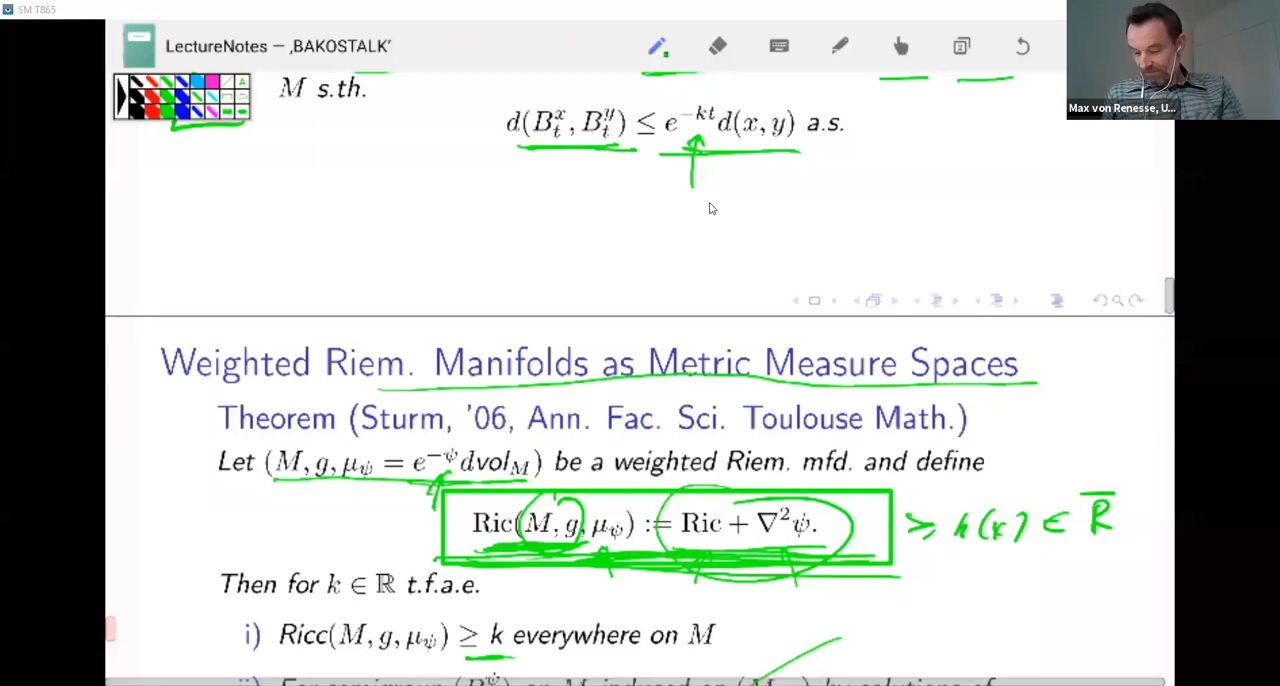 SM T865
LectureNotes – ‚BAKOSTALK’
Max von Renesse, U...
M s.th.
d(B_t^x, B_t^y) ≤ e^{-kt}d(x, y) a.s.
Weighted Riem. Manifolds as Metric Measure Spaces
Theorem (Sturm, '06, Ann. Fac. Sci. Toulouse Math.)
Let (M, g, μ_ψ = e^{-ψ}dvol_M) be a weighted Riem. mfd. and define
Ric(M, g, μ_ψ) := Ric + ∇²ψ. ≥ k(x) ∈ R̅
Then for k ∈ ℝ t.f.a.e.
i) Ricc(M, g, μ_ψ) ≥ k everywhere on M